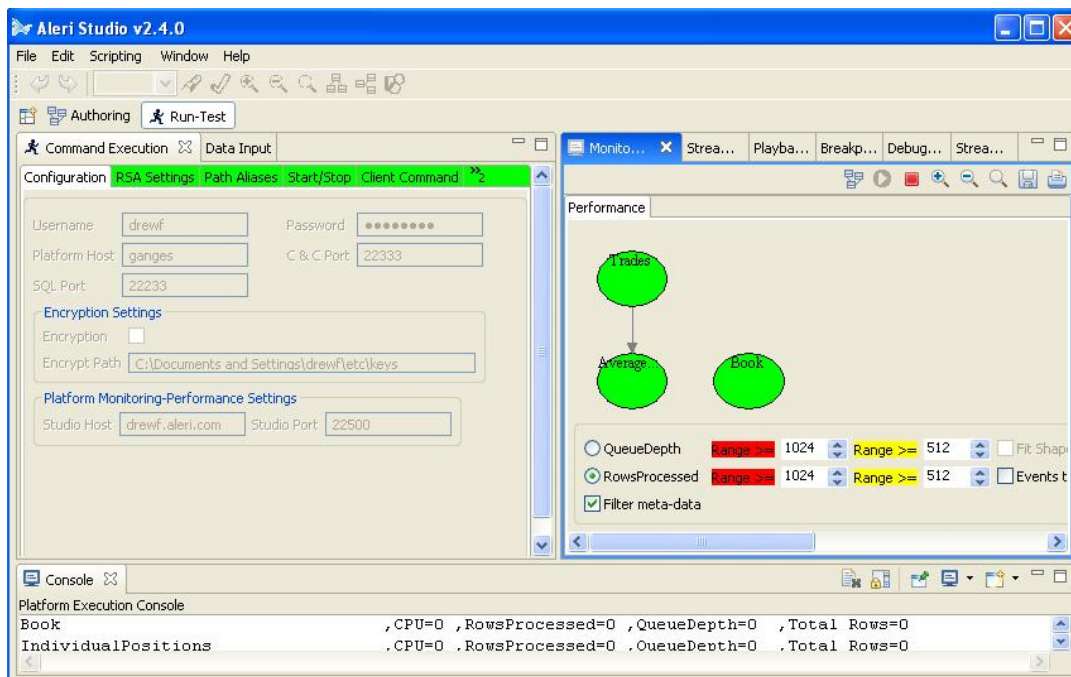 Aleri Studio v2.4.0
File Edit Scripting Window Help
Authoring Run-Test
Command Execution Data Input
Configuration RSA Settings Path Aliases Start/Stop Client Command »2
Username drewf Password ●●●●●●●●
Platform Host ganges C & C Port 22333
SQL Port 22233
Encryption Settings
Encryption
Encrypt Path C:\Documents and Settings\drewf\etc\keys
Platform Monitoring-Performance Settings
Studio Host drewf.aleri.com Studio Port 22500
Monito... Strea... Playba... Breakp... Debug... Strea...
Performance
Trades
Average... Book
QueueDepth Range >= 1024 Range >= 512 Fit Shap
RowsProcessed Range >= 1024 Range >= 512 Events t
Filter meta-data
Console
Platform Execution Console
Book ,CPU=0 ,RowsProcessed=0 ,QueueDepth=0 ,Total Rows=0
IndividualPositions ,CPU=0 ,RowsProcessed=0 ,QueueDepth=0 ,Total Rows=0